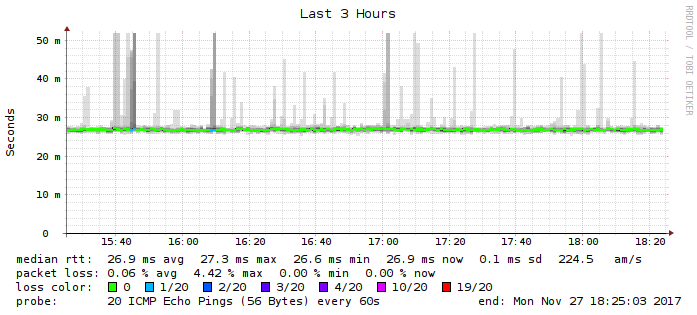 Last 3 Hours
RRDTOOL / TOBI OETIKER
Seconds
50 m
40 m
30 m
20 m
10 m
0
15:40 16:00 16:20 16:40 17:00 17:20 17:40 18:00 18:20
median rtt: 26.9 ms avg 27.3 ms max 26.6 ms min 26.9 ms now 0.1 ms sd 224.5 am/s
packet loss: 0.06 % avg 4.42 % max 0.00 % min 0.00 % now
loss color: 0 1/20 2/20 3/20 4/20 10/20 19/20
probe: 20 ICMP Echo Pings (56 Bytes) every 60s end: Mon Nov 27 18:25:03 2017